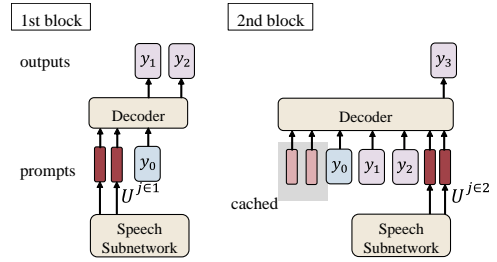 1st block
outputs
y₁ y₂
Decoder
prompts
y₀
U^{j∈1}
Speech
Subnetwork
2nd block
y₃
Decoder
y₀ y₁ y₂
U^{j∈2}
cached
Speech
Subnetwork